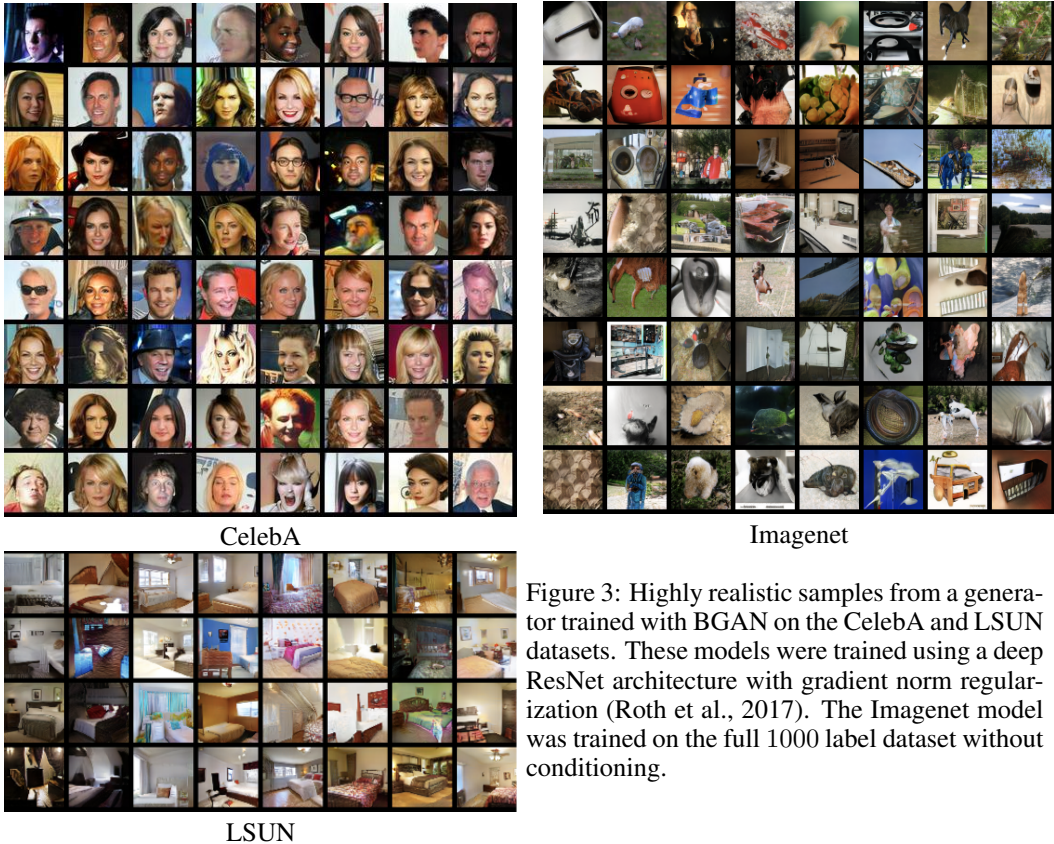 CelebA
Imagenet
LSUN
Figure 3: Highly realistic samples from a genera-
tor trained with BGAN on the CelebA and LSUN
datasets. These models were trained using a deep
ResNet architecture with gradient norm regular-
ization (Roth et al., 2017). The Imagenet model
was trained on the full 1000 label dataset without
conditioning.